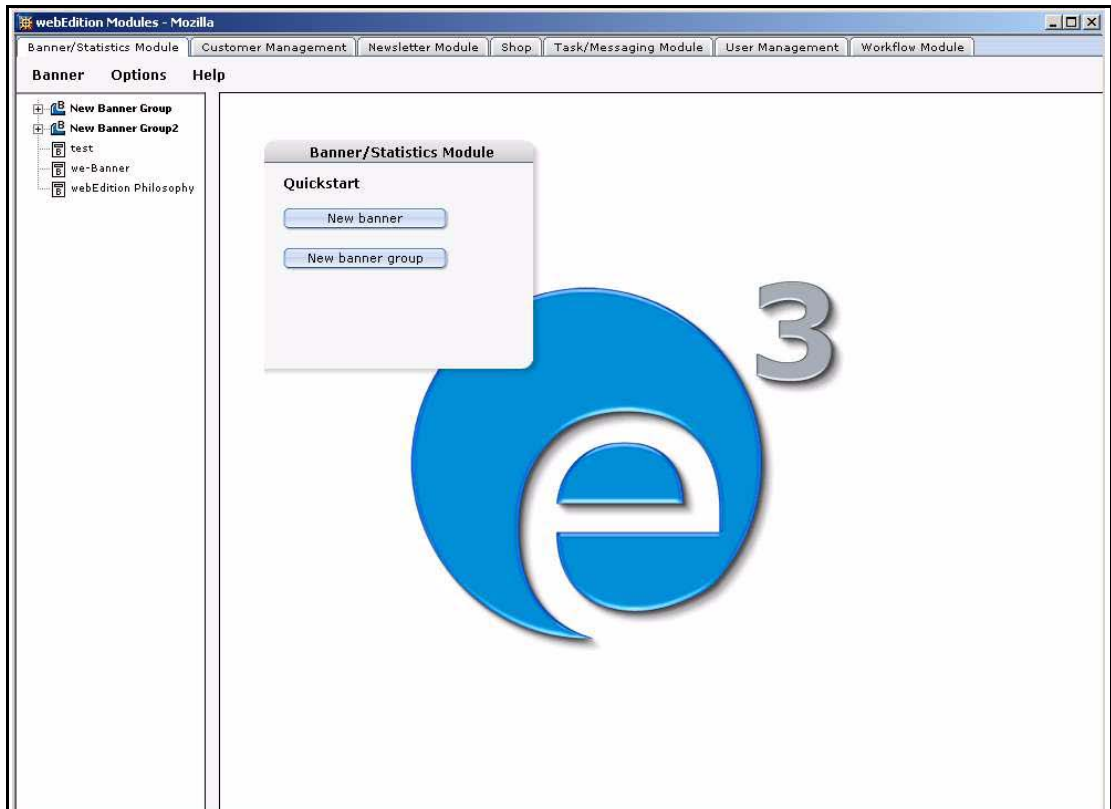 webEdition Modules - Mozilla
Banner/Statistics Module Customer Management Newsletter Module Shop Task/Messaging Module User Management Workflow Module
Banner Options Help
New Banner Group
New Banner Group2
test
we-Banner
webEdition Philosophy
Banner/Statistics Module
Quickstart
New banner
New banner group
e 3